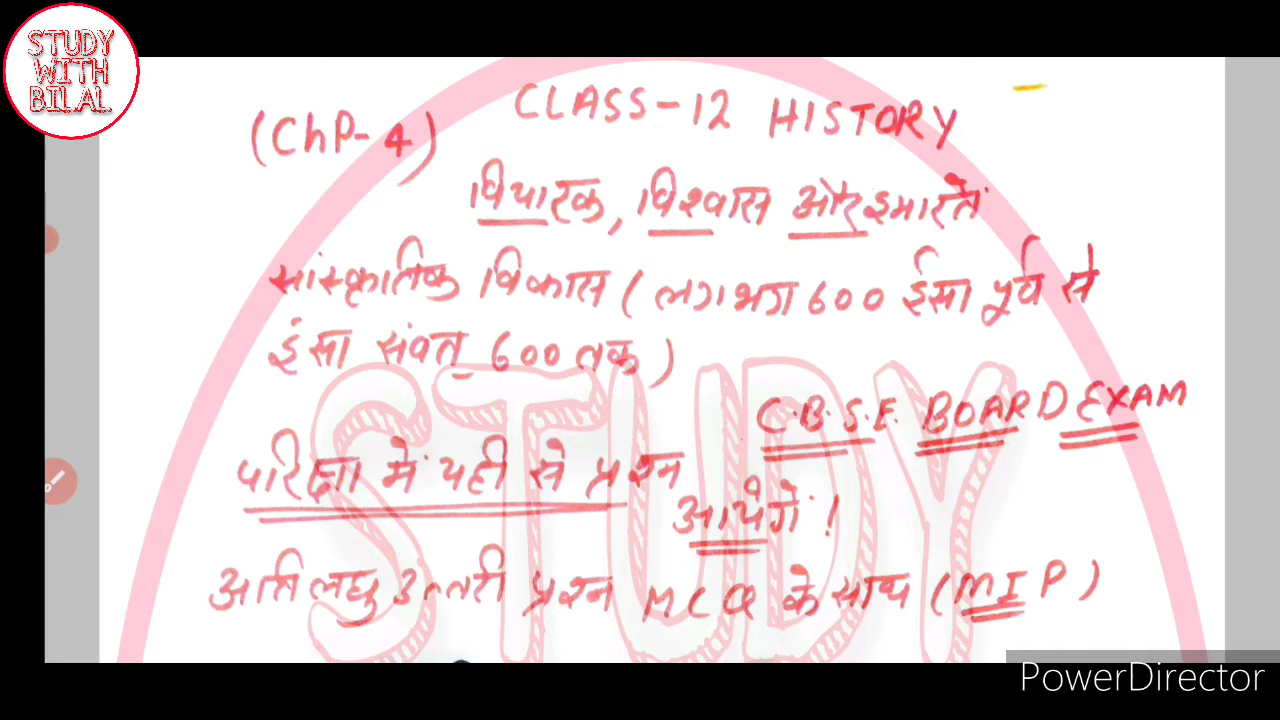 STUDY
WITH
BILAL
CLASS-12 HISTORY
(ChP-4)
विचारक, विश्वास और इमारतें
सांस्कृतिक विकास (लगभग 600 ईसा पूर्व से
ईसा संवत् 600 तक)
C.B.S.E. BOARD EXAM
परिक्षा में यही से प्रश्न
आयेंगे !
अति लघु उत्तरी प्रश्न MCQ के साथ (M I P)
STUDY
PowerDirector